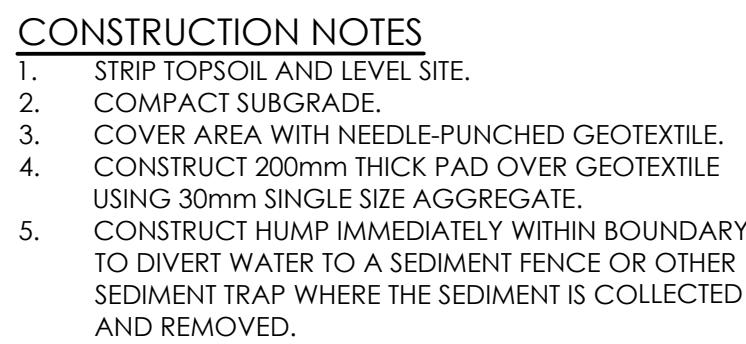 CONSTRUCTION NOTES
1. STRIP TOPSOIL AND LEVEL SITE.
2. COMPACT SUBGRADE.
3. COVER AREA WITH NEEDLE-PUNCHED GEOTEXTILE.
4. CONSTRUCT 200mm THICK PAD OVER GEOTEXTILE
USING 30mm SINGLE SIZE AGGREGATE.
5. CONSTRUCT HUMP IMMEDIATELY WITHIN BOUNDARY
TO DIVERT WATER TO A SEDIMENT FENCE OR OTHER
SEDIMENT TRAP WHERE THE SEDIMENT IS COLLECTED
AND REMOVED.